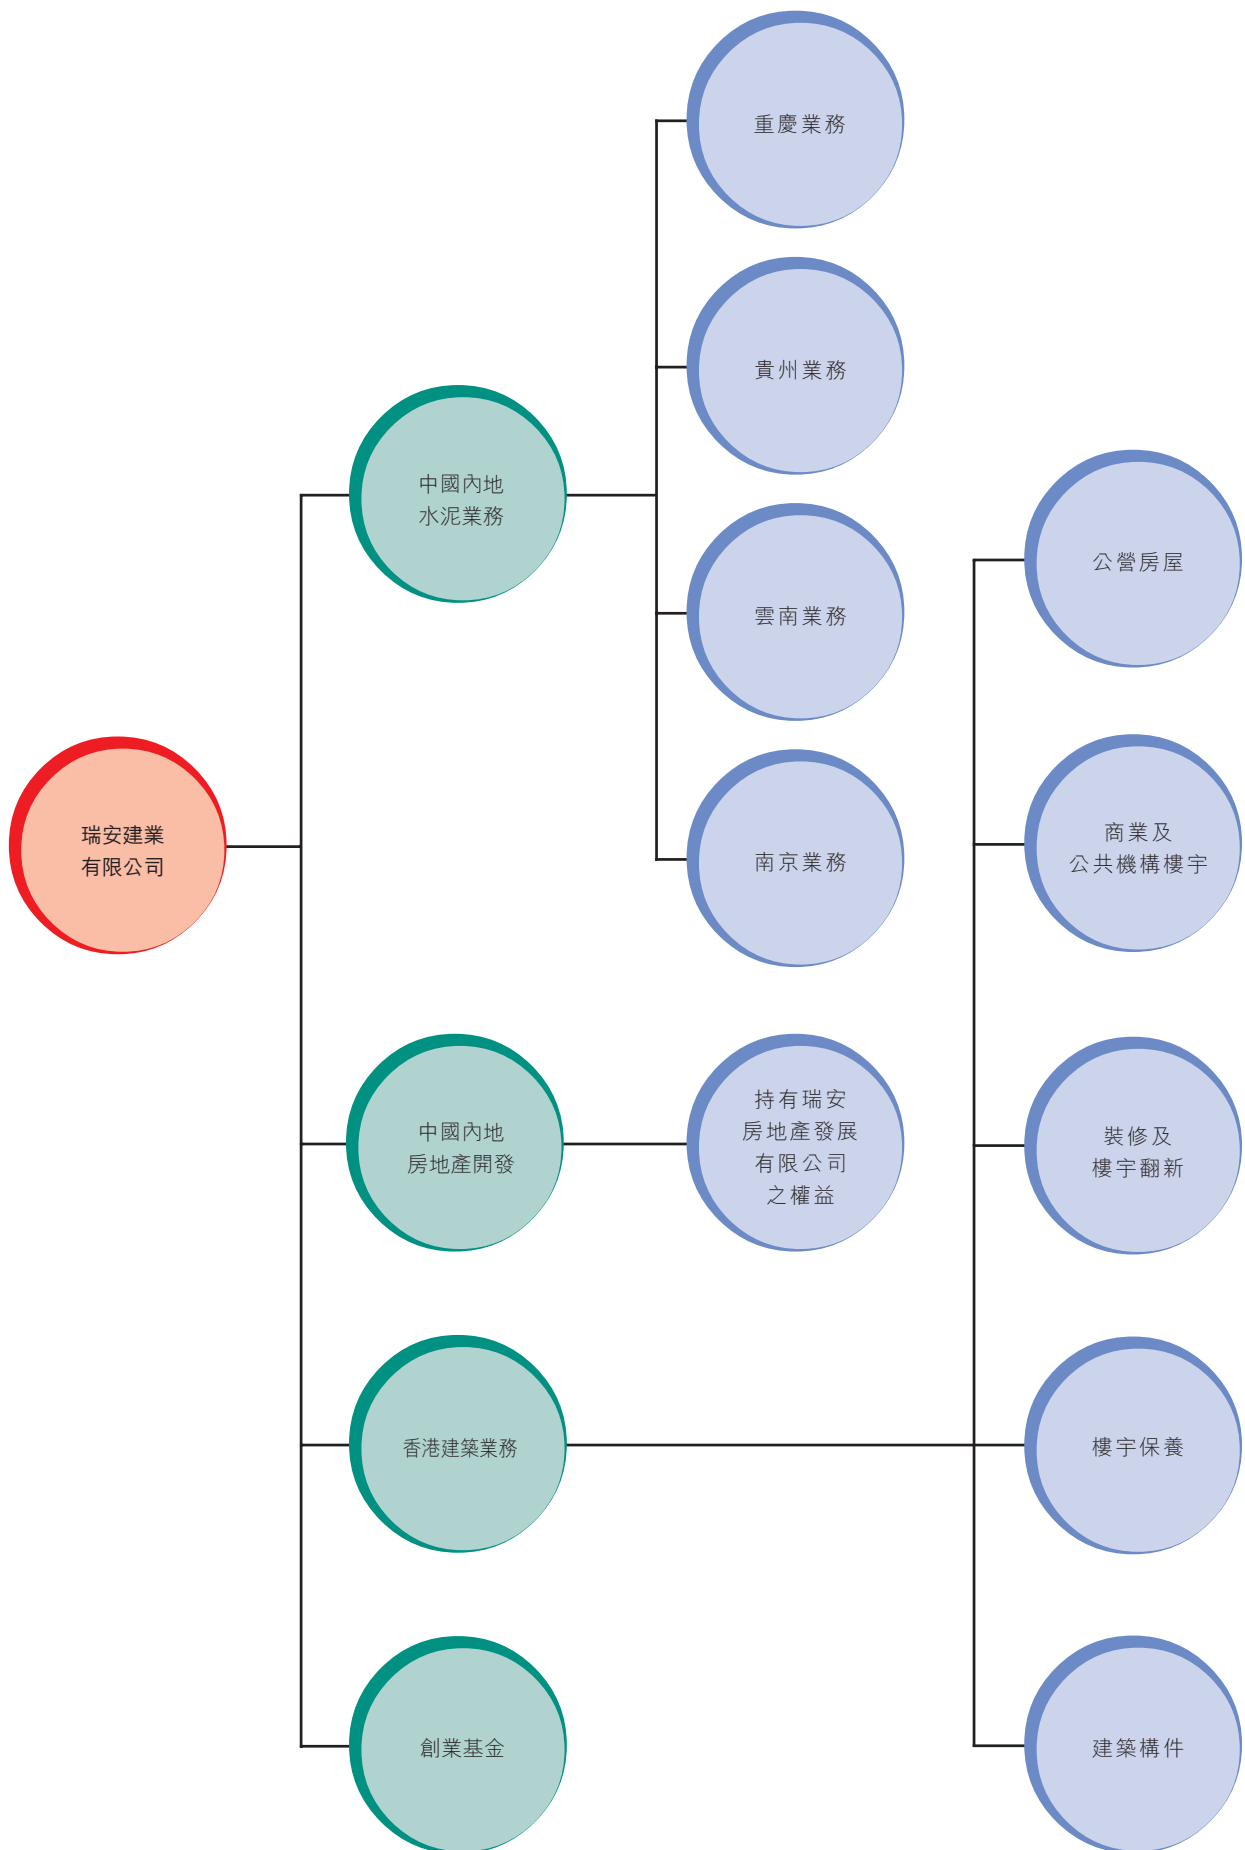 瑞安建業
有限公司
中國內地
水泥業務
重慶業務
貴州業務
雲南業務
南京業務
中國內地
房地產開發
持有瑞安
房地產發展
有限公司
之權益
香港建築業務
公營房屋
商業及
公共機構樓宇
裝修及
樓宇翻新
樓宇保養
建築構件
創業基金